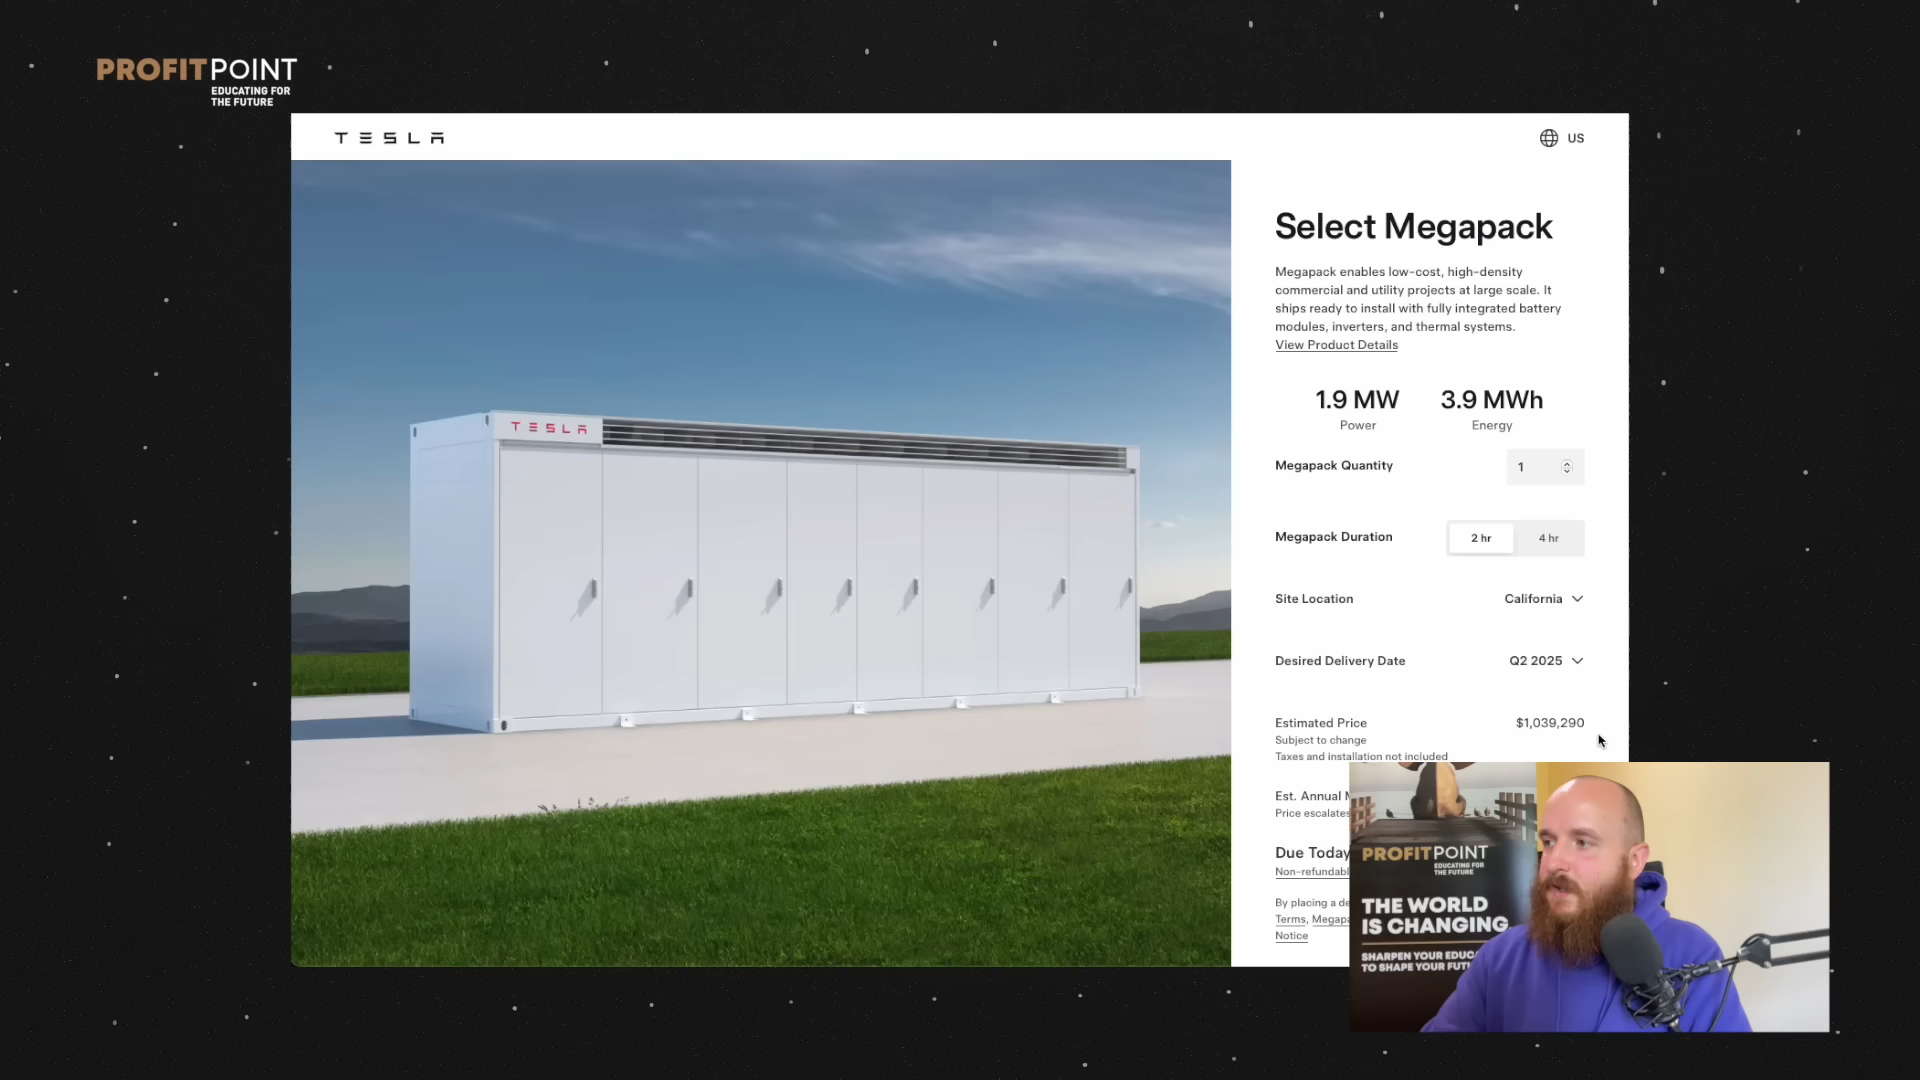 PROFITPOINT
EDUCATING FOR
THE FUTURE
TESLA
US
TESLA
Select Megapack
Megapack enables low-cost, high-density
commercial and utility projects at large scale. It
ships ready to install with fully integrated battery
modules, inverters, and thermal systems.
View Product Details
1.9 MW
Power
3.9 MWh
Energy
Megapack Quantity
1
Megapack Duration
2 hr
4 hr
Site Location
California
Desired Delivery Date
Q2 2025
Estimated Price
$1,039,290
Subject to change
Taxes and installation not included
Est. Annual
Price escalates
Due Today
Non-refundabl
By placing a de
Terms, Megapa
Notice
PROFITPOINT
EDUCATING FOR
THE FUTURE
THE WORLD
IS CHANGING
SHARPEN YOUR EDUC
TO SHAPE YOUR FUT